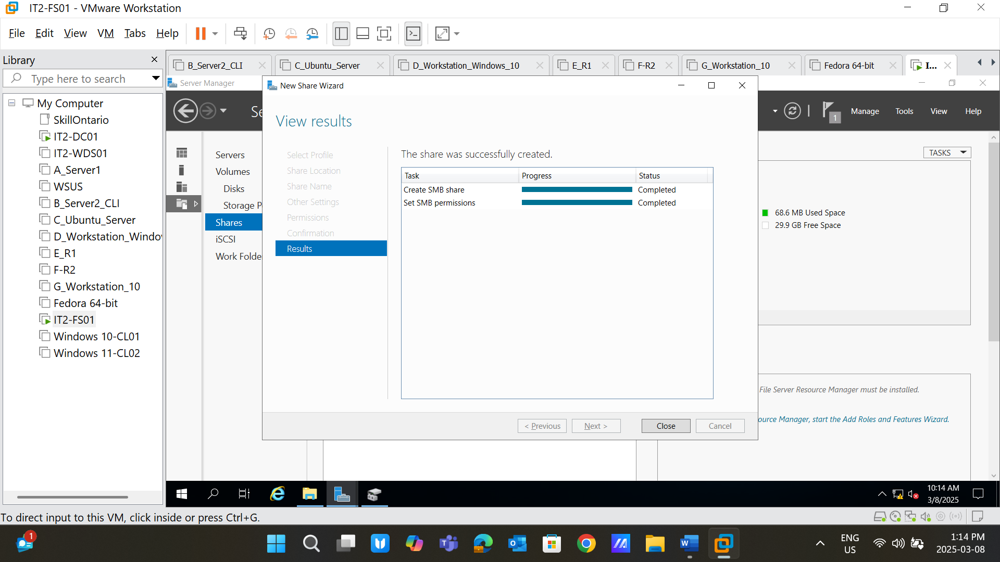 IT2-FS01 - VMware Workstation
File Edit View VM Tabs Help
Library
Type here to search
My Computer
SkillOntario
IT2-DC01
IT2-WDS01
A_Server1
WSUS
B_Server2_CLI
C_Ubuntu_Server
D_Workstation_Windo
E_R1
F-R2
G_Workstation_10
Fedora 64-bit
IT2-FS01
Windows 10-CL01
Windows 11-CL02
B_Server2_CLI C_Ubuntu_Server D_Workstation_Windows_10 E_R1 F-R2 G_Workstation_10 Fedora 64-bit I...
Server Manager
Se
1 Manage Tools View Help
Servers
Volumes
Disks
Storage P
Shares
iSCSI
Work Folde
New Share Wizard
View results
Select Profile
Share Location
Share Name
Other Settings
Permissions
Confirmation
Results
The share was successfully created.
Task Progress Status
Create SMB share Completed
Set SMB permissions Completed
< Previous Next > Close Cancel
TASKS
68.6 MB Used Space
29.9 GB Free Space
File Server Resource Manager must be installed.
ource Manager, start the Add Roles and Features Wizard.
10:14 AM
3/8/2025
To direct input to this VM, click inside or press Ctrl+G.
1
ENG
US
1:14 PM
2025-03-08